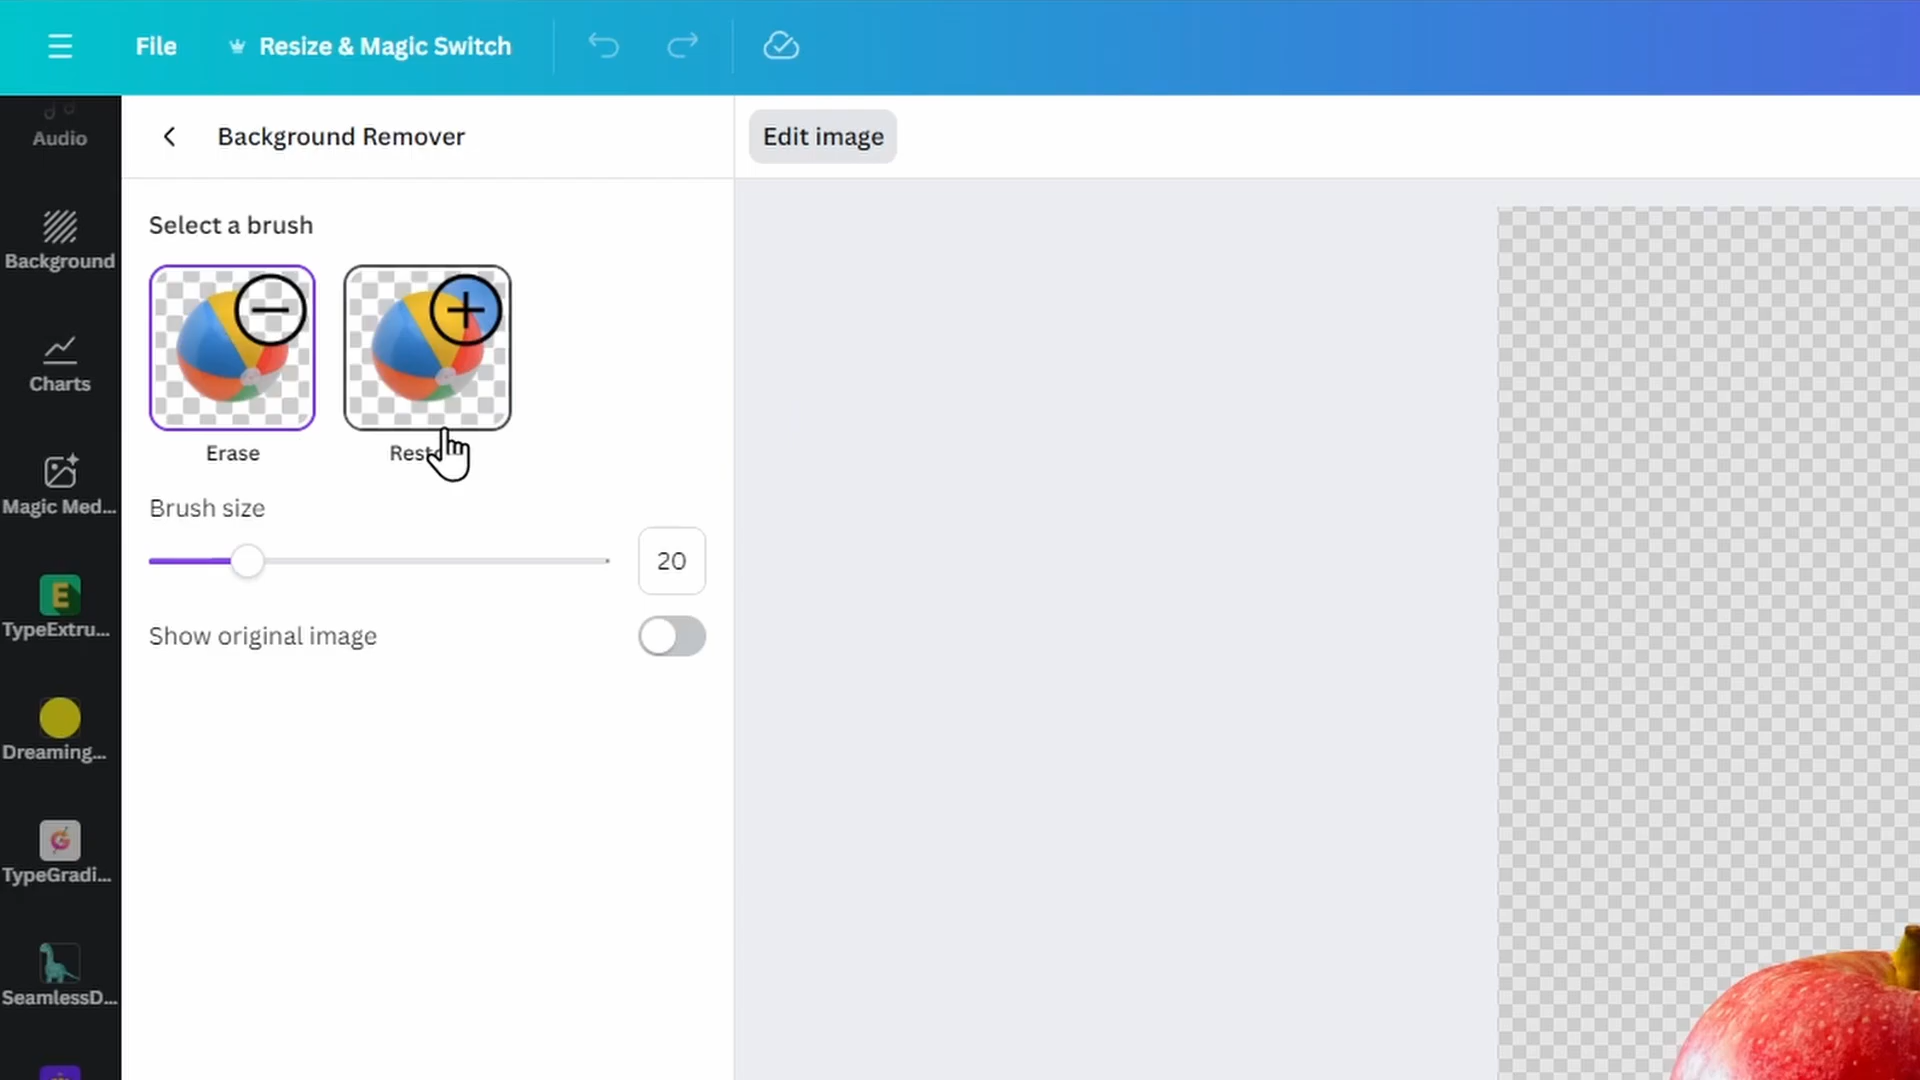 File
Resize & Magic Switch
Audio
Background Remover
Edit image
Select a brush
Background
Erase
Charts
Brush size
Magic Med...
20
TypeExtru...
Show original image
Dreaming...
TypeGradi...
SeamlessD...